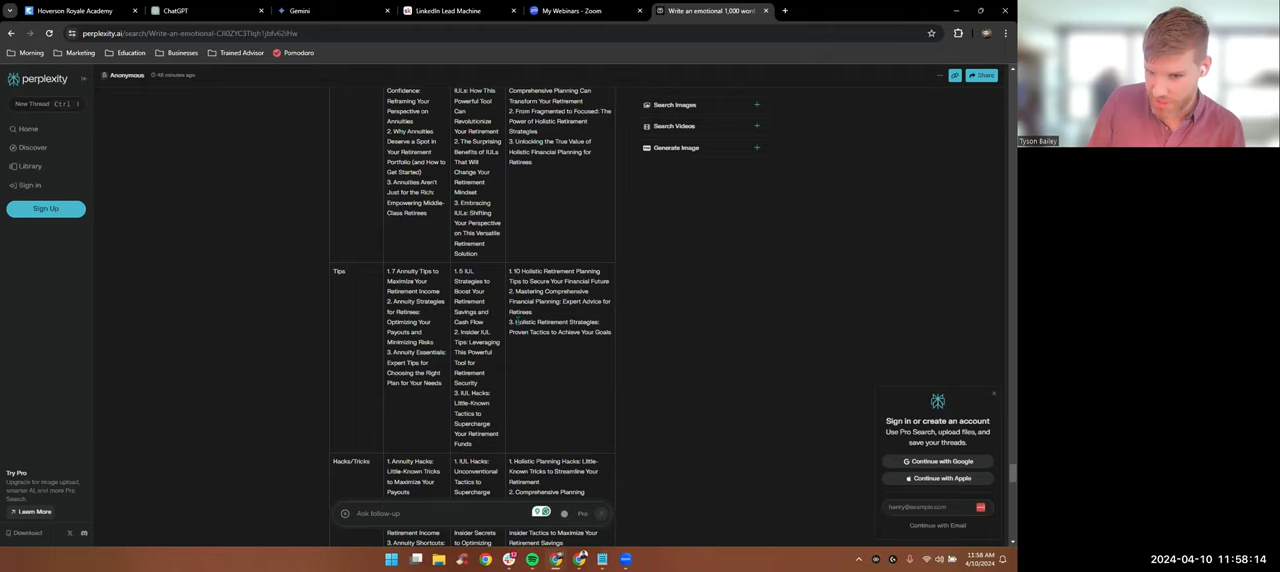 Hoverson Royale Academy
ChatGPT
Gemini
LinkedIn Lead Machine
My Webinars - Zoom
Write an emotional 1,000 word
perplexity.ai/search/Write-an-emotional-
Morning
Marketing
Education
Businesses
Trained Advisor
Pomodoro
perplexity
Anonymous
48 minutes ago
Share
New Thread
Ctrl
I
Home
Discover
Library
Sign in
Sign Up
Confidence:
Reframing Your
Perspective on
Annuities
2. Why Annuities
Deserve a Spot in
Your Retirement
Portfolio (and How to
Get Started)
3. Annuities Aren't
Just for the Rich:
Empowering Middle-
Class Retirees
IULs: How This
Powerful Tool
Can
Revolutionize
Your Retirement
2. The Surprising
Benefits of IULs
That Will
Change Your
Retirement
Mindset
3. Embracing
IULs: Shifting
Your Perspective
on This Versatile
Retirement
Solution
Comprehensive Planning Can
Transform Your Retirement
2. From Fragmented to Focused: The
Power of Holistic Retirement
Strategies
3. Unlocking the True Value of
Holistic Financial Planning for
Retirees
Search Images
Search Videos
Generate Image
Tips
1. 7 Annuity Tips to
Maximize Your
Retirement Income
2. Annuity Strategies
for Retirees:
Optimizing Your
Payouts and
Minimizing Risks
3. Annuity Essentials:
Expert Tips for
Choosing the Right
Plan for Your Needs
1. 5 IUL
Strategies to
Boost Your
Retirement
Savings and
Cash Flow
2. Insider IUL
Tips: Leveraging
This Powerful
Tool for
Retirement
Security
3. IUL Hacks:
Little-Known
Tactics to
Supercharge
Your Retirement
Funds
1. 10 Holistic Retirement Planning
Tips to Secure Your Financial Future
2. Mastering Comprehensive
Financial Planning: Expert Advice for
Retirees
3. Holistic Retirement Strategies:
Proven Tactics to Achieve Your Goals
Hacks/Tricks
1. Annuity Hacks:
Little-Known Tricks
to Maximize Your
Payouts
1. IUL Hacks:
Unconventional
Tactics to
Supercharge
1. Holistic Planning Hacks: Little-
Known Tricks to Streamline Your
Retirement
2. Comprehensive Planning
Ask follow-up
Pro
Retirement Income
3. Annuity Shortcuts:
Insider Secrets
to Optimizing
Insider Tactics to Maximize Your
Retirement Savings
Sign in or create an account
Use Pro Search, upload files, and
save your threads.
Continue with Google
Continue with Apple
henry@example.com
Continue with Email
Try Pro
Upgrade for image upload,
smarter AI, and more Pro
Search.
Learn More
Download
11:58 AM
4/10/2024
Tyson Bailey
2024-04-10 11:58:14